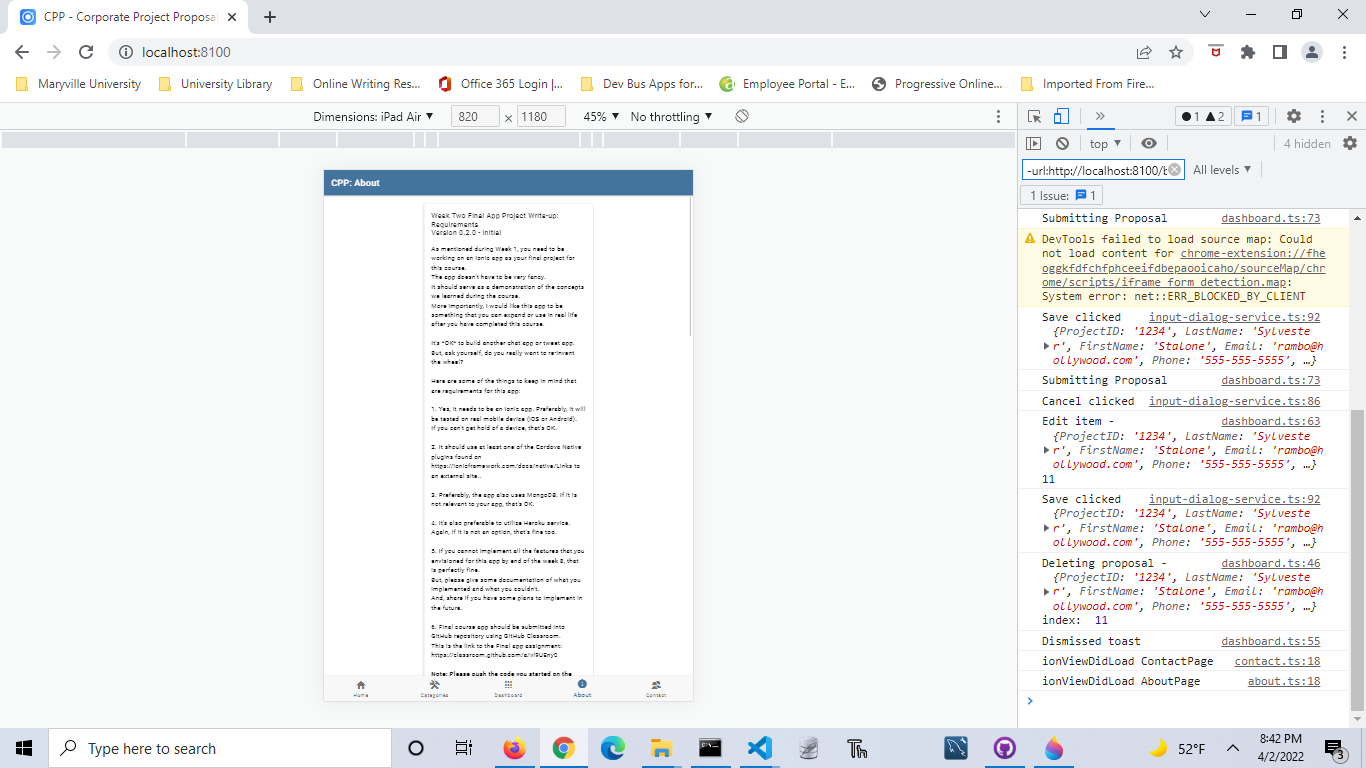 CPP - Corporate Project Proposal
localhost:8100
Maryville University
University Library
Online Writing Res...
Office 365 Login |...
Dev Bus Apps for...
Employee Portal - E...
Progressive Online...
Imported From Fire...
Dimensions: iPad Air
820 × 1180
45%
No throttling
1 2 1
top
4 hidden
-url:http://localhost:8100/b
All levels
1 Issue: 1
CPP: About
Week Two Final App Project Write-up:
Requirements
Version 0.2.0 - Initial
As mentioned during Week 1, you need to be
working on an Ionic app as your final project for
this course.
The app doesn't have to be very fancy.
It should serve as a demonstration of the concepts
we learned during the course.
More importantly, I would like this app to be
something that you can expand or use in real life
after you have completed this course.
It's *OK* to build another chat app or tweet app.
But, ask yourself, do you really want to re-invent
the wheel?
Here are some of the things to keep in mind that
are requirements for this app:
1. Yes, it needs to be an Ionic app. Preferably, it will
be tested on real mobile device (iOS or Android).
If you can't get hold of a device, that's OK.
2. It should use at least one of the Cordova Native
plugins found on
https://ionicframework.com/docs/native/Links to
an external site..
3. Preferably, the app also uses MongoDB. If it is
not relevant to your app, that's OK.
4. It's also preferable to utilize Heroku service.
Again, if it is not an option, that's fine too.
5. If you cannot implement all the features that you
envisioned for this app by end of the week 8, that
is perfectly fine.
But, please give some documentation of what you
implemented and what you couldn't.
And, share if you have some plans to implement in
the future.
6. Final course app should be submitted into
GitHub repository using GitHub Classroom.
This is the link to the Final app assignment:
Note: Please push the code you started on the
Home
Categories
Dashboard
About
Contact
Submitting Proposal dashboard.ts:73
DevTools failed to load source map: Could
not load content for chrome-extension://fhe
oggkfdfchfphceeifdbepaooicaho/sourceMap/chr
ome/scripts/iframe_form_detection.map:
System error: net::ERR_BLOCKED_BY_CLIENT
Save clicked input-dialog-service.ts:92
{ProjectID: '1234', LastName: 'Sylveste
r', FirstName: 'Stalone', Email: 'rambo@h
ollywood.com', Phone: '555-555-5555', …}
Submitting Proposal dashboard.ts:73
Cancel clicked input-dialog-service.ts:86
Edit item - dashboard.ts:63
{ProjectID: '1234', LastName: 'Sylveste
r', FirstName: 'Stalone', Email: 'rambo@h
ollywood.com', Phone: '555-555-5555', …}
11
Save clicked input-dialog-service.ts:92
{ProjectID: '1234', LastName: 'Sylveste
r', FirstName: 'Stalone', Email: 'rambo@h
ollywood.com', Phone: '555-555-5555', …}
Deleting proposal - dashboard.ts:46
{ProjectID: '1234', LastName: 'Sylveste
r', FirstName: 'Stalone', Email: 'rambo@h
ollywood.com', Phone: '555-555-5555', …}
index: 11
Dismissed toast dashboard.ts:55
ionViewDidLoad ContactPage contact.ts:18
ionViewDidLoad AboutPage about.ts:18
Type here to search
52°F
8:42 PM
4/2/2022
3